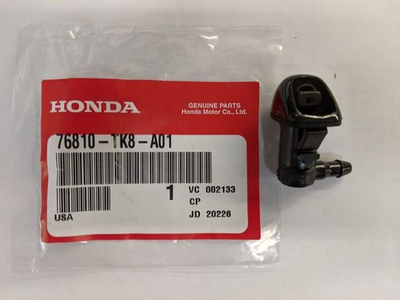 HONDA
GENUINE PARTS
Honda Motor Co., Ltd.
76810-TK8-A01
1
VC 002133
CP
USA
JD 20226